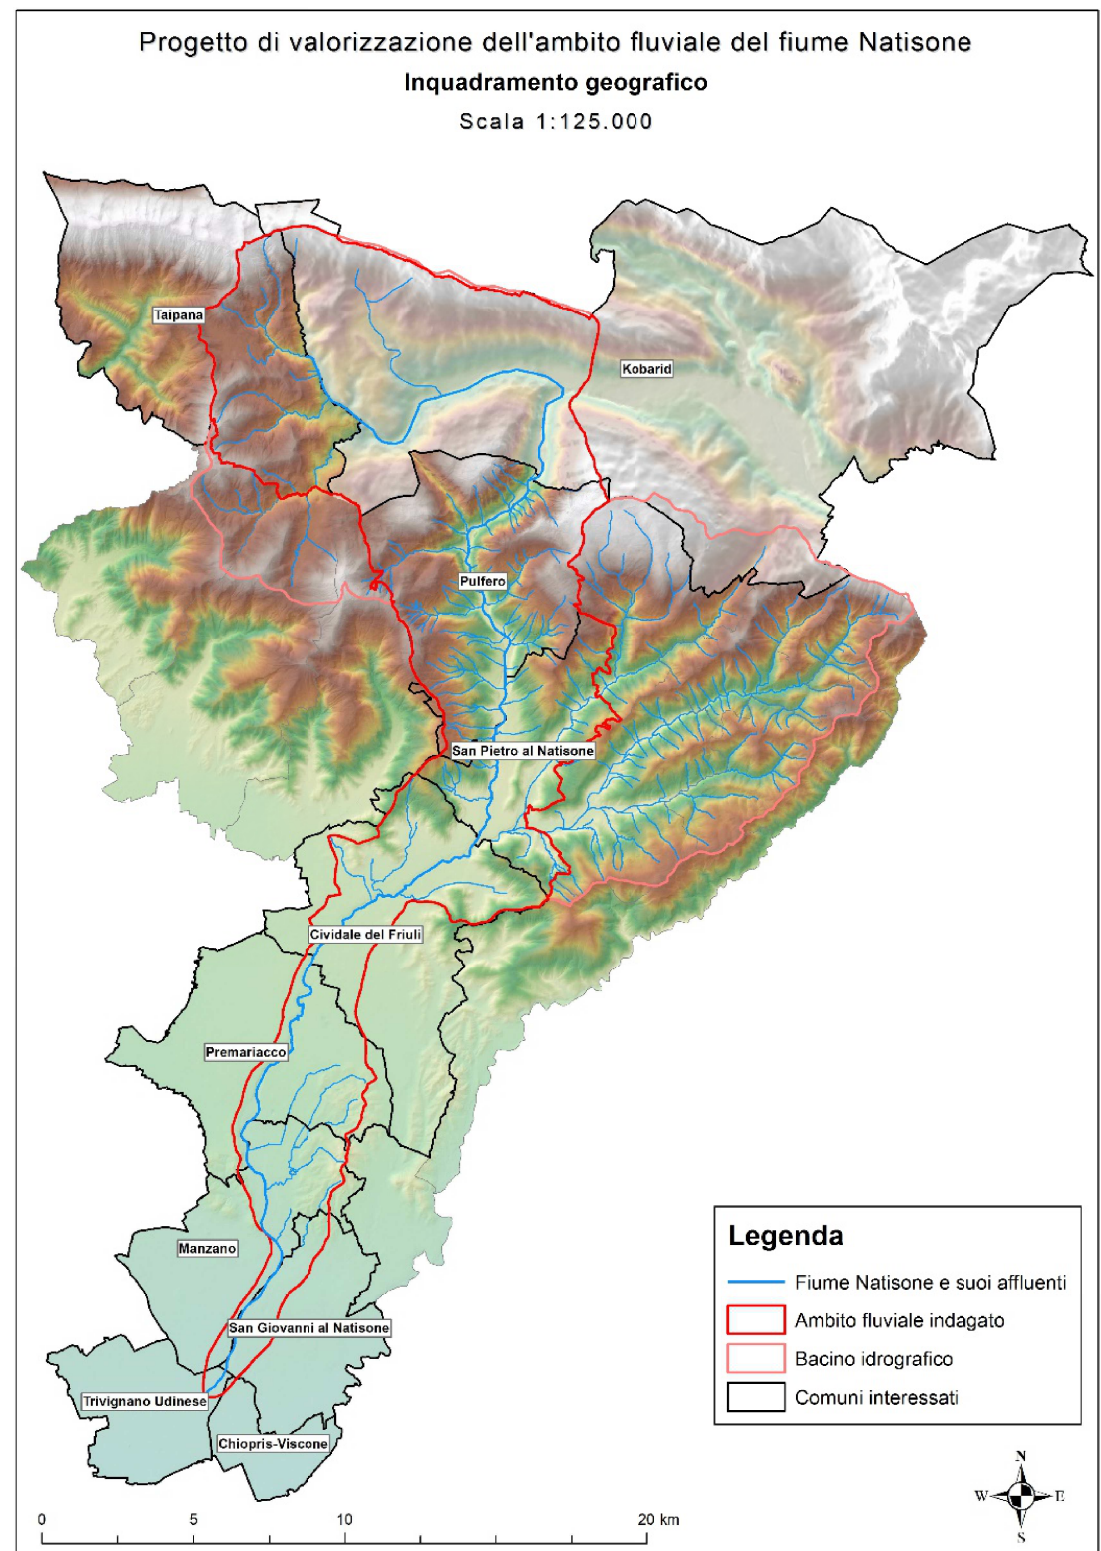 Progetto di valorizzazione dell'ambito fluviale del fiume Natisone
Inquadramento geografico
Scala 1:125.000
Taipana
Kobarid
Pulfero
San Pietro al Natisone
Cividale del Friuli
Premariacco
Manzano
San Giovanni al Natisone
Trivignano Udinese
Chiopris-Viscone
Legenda
Fiume Natisone e suoi affluenti
Ambito fluviale indagato
Bacino idrografico
Comuni interessati
N
W E
S
0 5 10 20 km